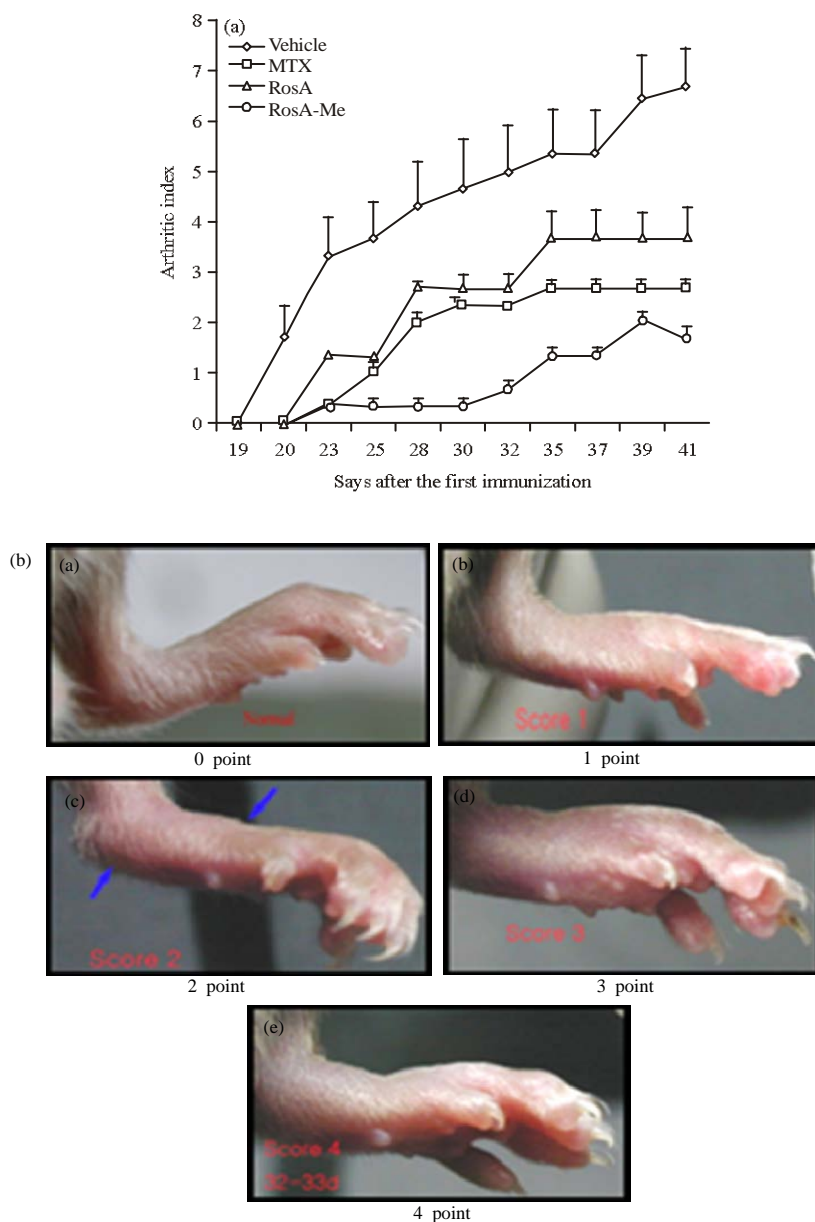 (a)
Vehicle
MTX
RosA
RosA-Me
Arthritic index
8
7
6
5
4
3
2
1
0
19 20 23 25 28 30 32 35 37 39 41
Says after the first immunization
(b)
(a)
Normal
0 point
(b)
Score 1
1 point
(c)
Score 2
2 point
(d)
Score 3
3 point
(e)
Score 4
32-33d
4 point